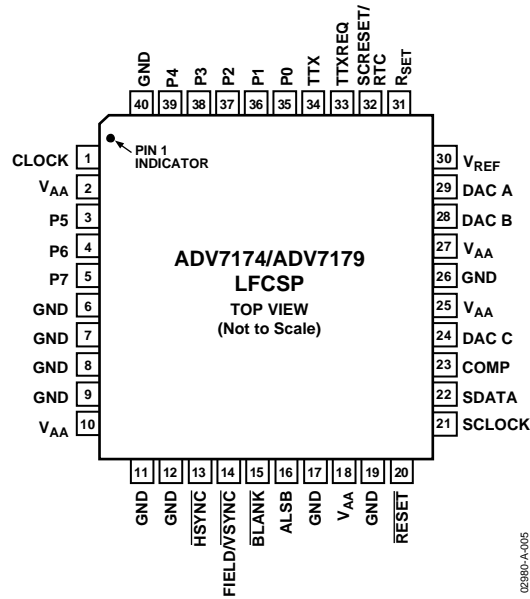 GND
P4
P3
P2
P1
P0
TTX
TTXREQ
SCRESET/
RTC
RSET
40 39 38 37 36 35 34 33 32 31
PIN 1
INDICATOR
CLOCK 1
VAA 2
P5 3
P6 4
P7 5
GND 6
GND 7
GND 8
GND 9
VAA 10
ADV7174/ADV7179
LFCSP
TOP VIEW
(Not to Scale)
30 VREF
29 DAC A
28 DAC B
27 VAA
26 GND
25 VAA
24 DAC C
23 COMP
22 SDATA
21 SCLOCK
11 12 13 14 15 16 17 18 19 20
GND
GND
HSYNC
FIELD/VSYNC
BLANK
ALSB
GND
VAA
GND
RESET
02980-A-005